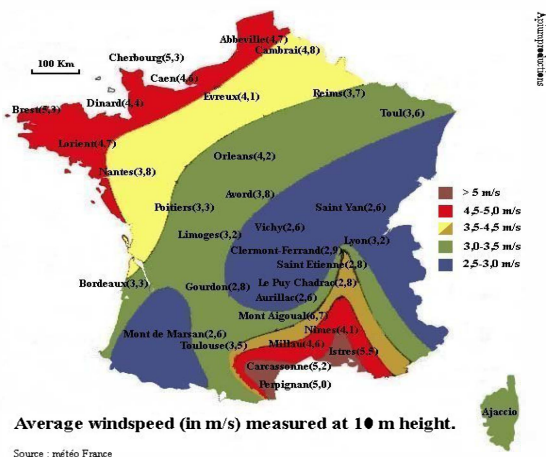 Apiumproductions
Abbeville(4,7)
Cambrai(4,8)
Cherbourg(5,3)
100 Km
Caen(4,6)
Evreux(4,1)
Reims(3,7)
Brest(5,3)
Dinard(4,4)
Toul(3,6)
Lorient(4,7)
Orleans(4,2)
Nantes(3,8)
Avord(3,8)
Poitiers(3,3)
Saint Yan(2,6)
Vichy(2,6)
Limoges(3,2)
Lyon(3,2)
Clermont-Ferrand(2,9)
Saint Etienne(2,8)
Bordeaux(3,3)
Gourdon(2,8)
Le Puy Chadrac(2,8)
Aurillac(2,6)
Mont Aigoual(6,7)
Mont de Marsan(2,6)
Nimes(4,1)
Toulouse(3,5)
Millau(4,6)
Istres(5,5)
Carcassonne(5,2)
Perpignan(5,0)
Ajaccio
> 5 m/s
4,5-5,0 m/s
3,5-4,5 m/s
3,0-3,5 m/s
2,5-3,0 m/s
Average windspeed (in m/s) measured at 10 m height.
Source : météo France